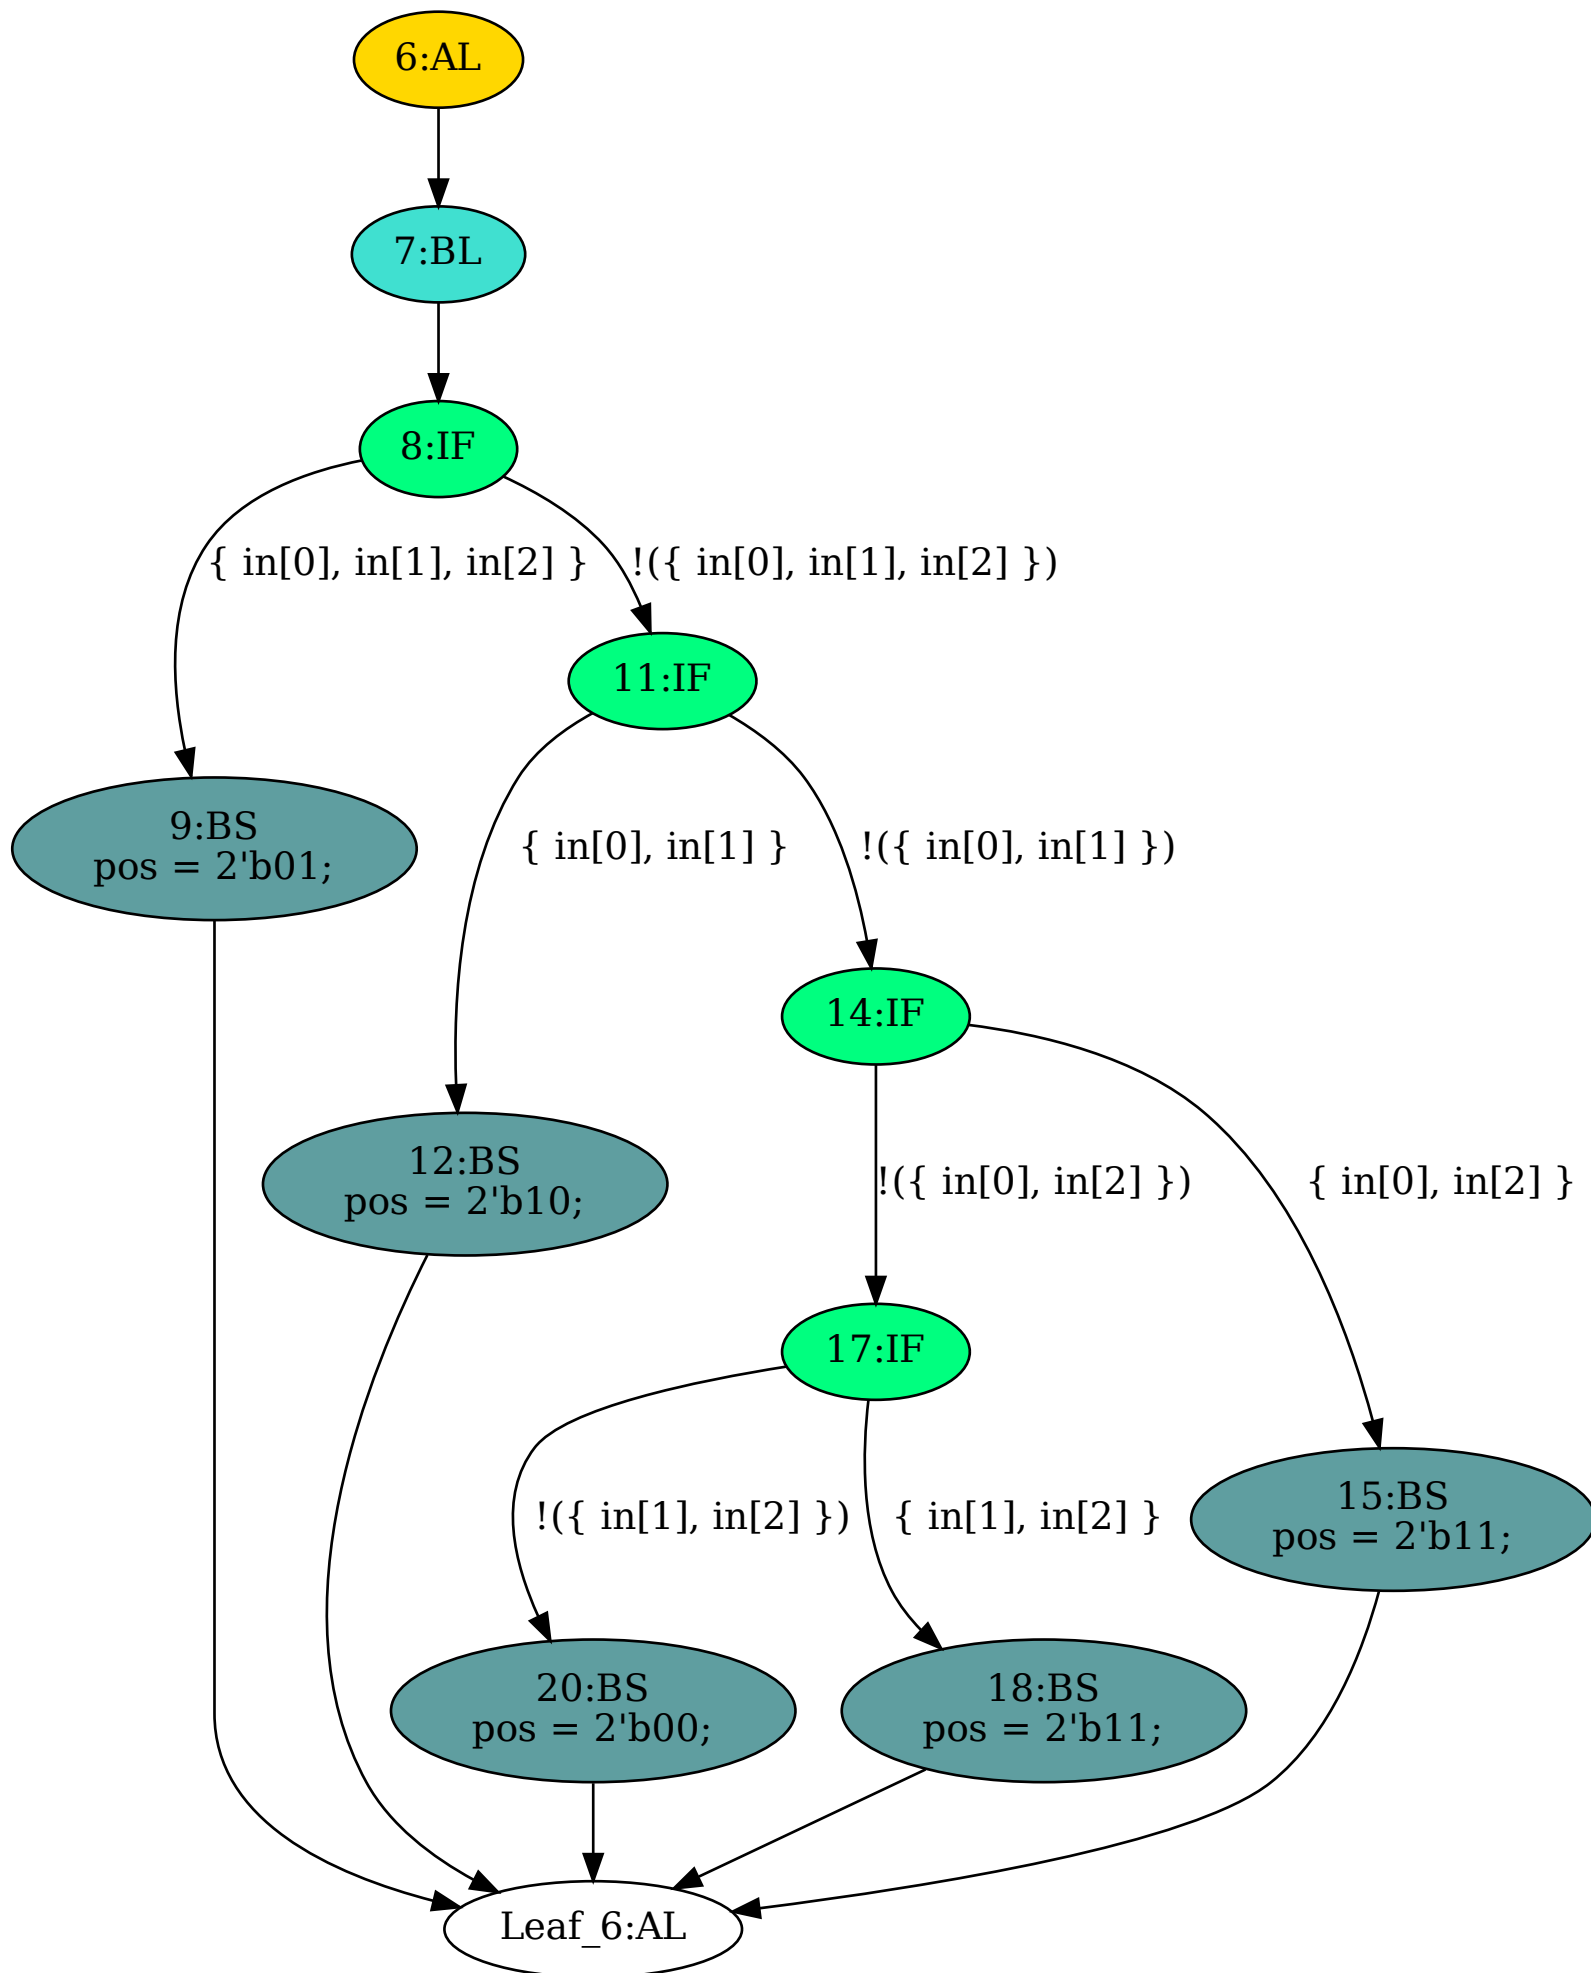 6:AL
7:BL
8:IF
{ in[0], in[1], in[2] }
!({ in[0], in[1], in[2] })
11:IF
9:BS
pos = 2'b01;
{ in[0], in[1] }
!({ in[0], in[1] })
14:IF
12:BS
pos = 2'b10;
!({ in[0], in[2] })
{ in[0], in[2] }
17:IF
!({ in[1], in[2] })
{ in[1], in[2] }
15:BS
pos = 2'b11;
20:BS
pos = 2'b00;
18:BS
pos = 2'b11;
Leaf_6:AL